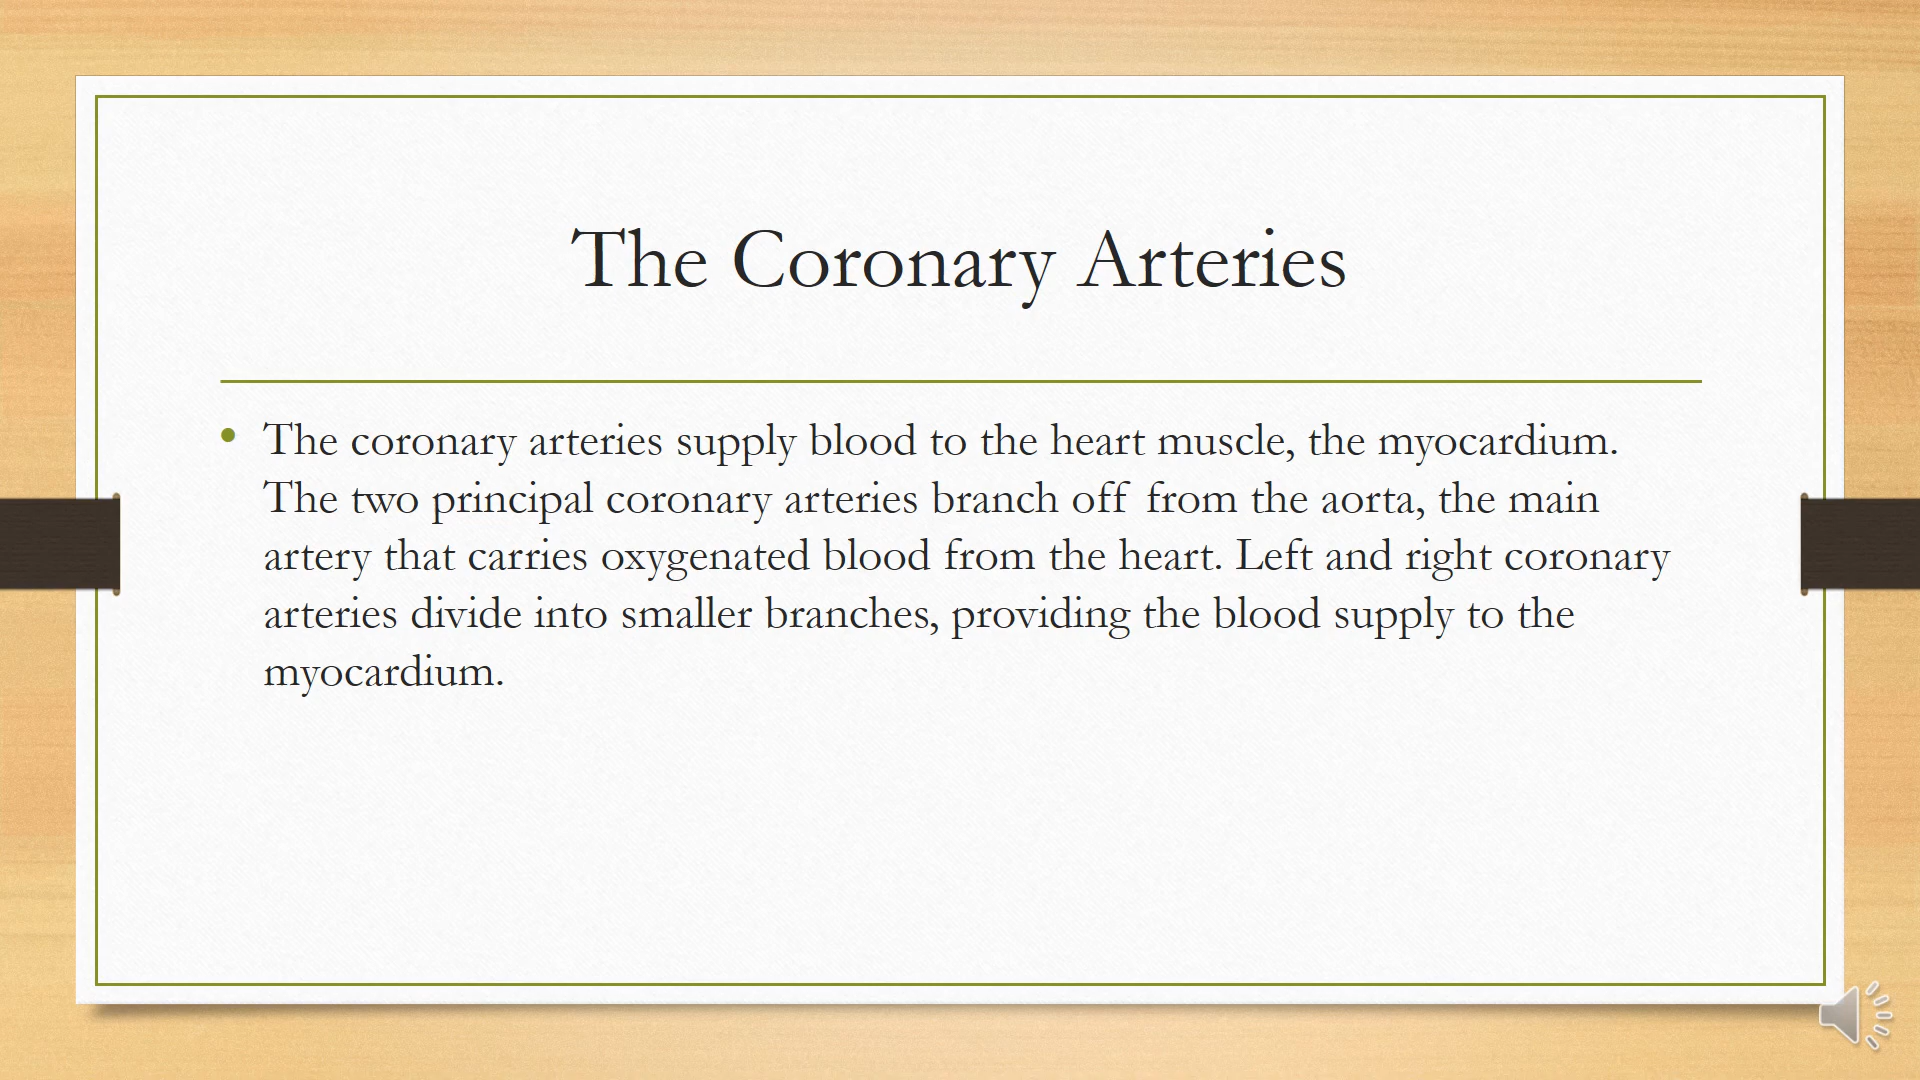 The Coronary Arteries
• The coronary arteries supply blood to the heart muscle, the myocardium.
The two principal coronary arteries branch off from the aorta, the main
artery that carries oxygenated blood from the heart. Left and right coronary
arteries divide into smaller branches, providing the blood supply to the
myocardium.